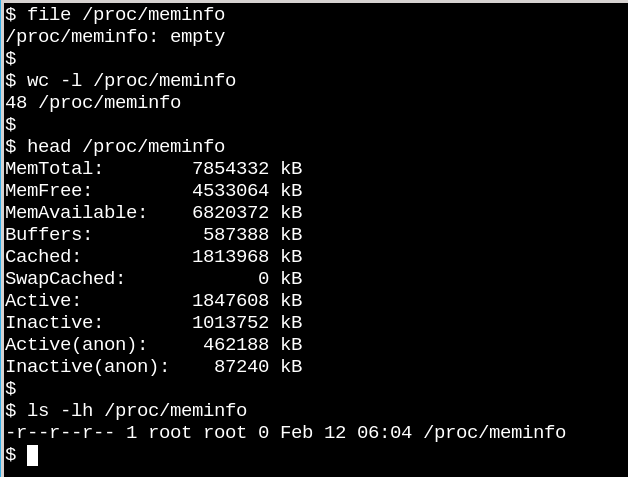 $ file /proc/meminfo
/proc/meminfo: empty
$
$ wc -l /proc/meminfo
48 /proc/meminfo
$
$ head /proc/meminfo
MemTotal:        7854332 kB
MemFree:         4533064 kB
MemAvailable:    6820372 kB
Buffers:          587388 kB
Cached:          1813968 kB
SwapCached:            0 kB
Active:          1847608 kB
Inactive:        1013752 kB
Active(anon):     462188 kB
Inactive(anon):    87240 kB
$
$ ls -lh /proc/meminfo
-r--r--r-- 1 root root 0 Feb 12 06:04 /proc/meminfo
$